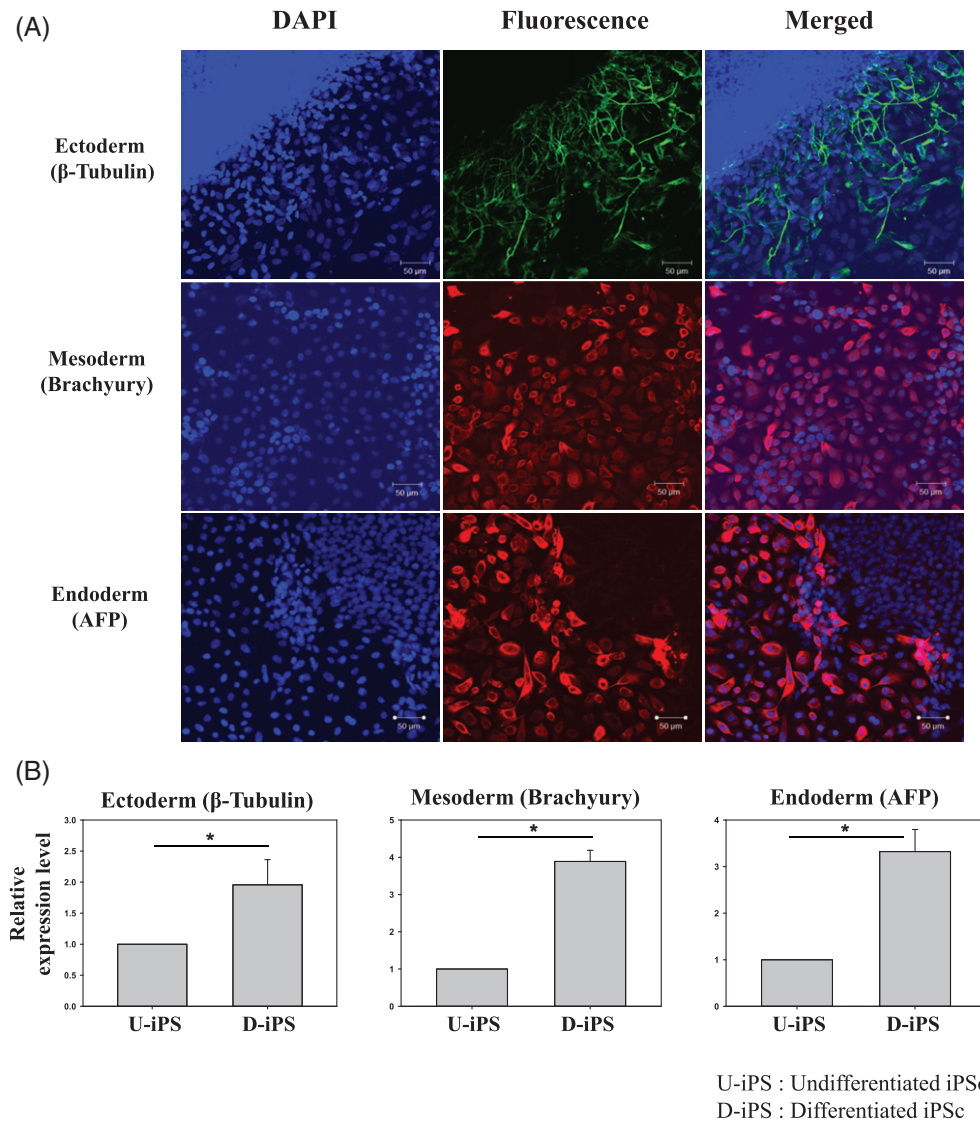 (A)
DAPI Fluorescence Merged
Ectoderm
(β-Tubulin)
50 µm 50 µm 50 µm
Mesoderm
(Brachyury)
50 µm 50 µm 50 µm
Endoderm
(AFP)
50 µm 50 µm 50 µm
(B)
Ectoderm (β-Tubulin)
Relative
expression level
3.0
2.5
2.0
1.5
1.0
0.5
0.0
*
U-iPS D-iPS
Mesoderm (Brachyury)
5
4
3
2
1
0
*
U-iPS D-iPS
Endoderm (AFP)
4
3
2
1
0
*
U-iPS D-iPS
U-iPS : Undifferentiated iPSc
D-iPS : Differentiated iPSc